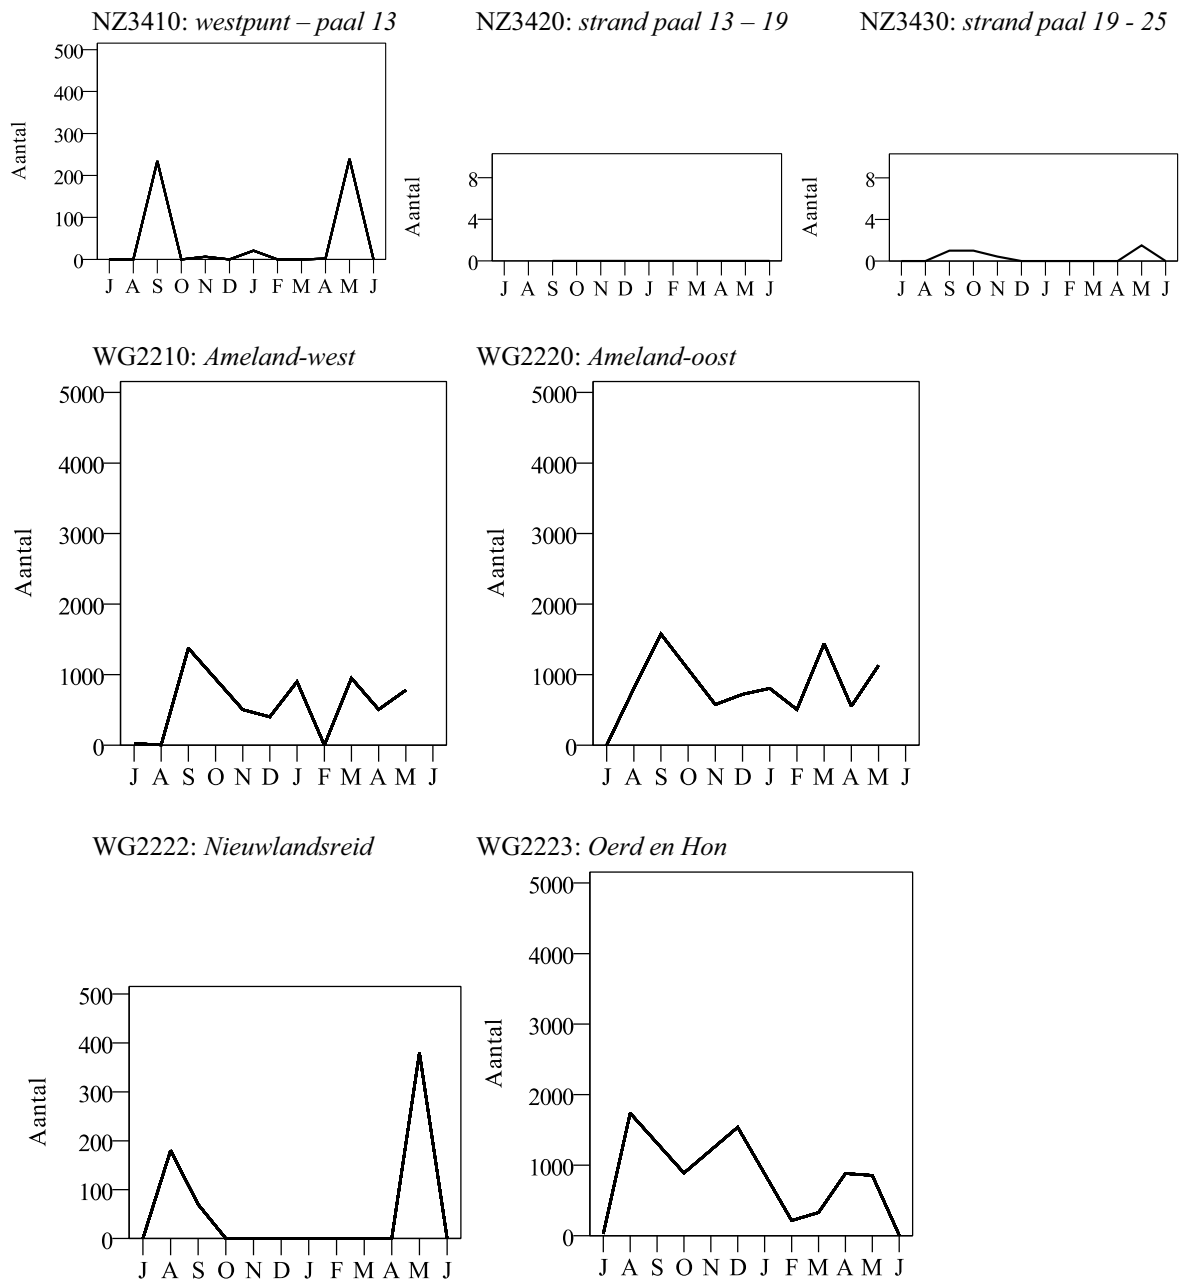 NZ3410: westpunt – paal 13
NZ3420: strand paal 13 – 19
NZ3430: strand paal 19 - 25
500
400
300
200
100
0
Aantal
J A S O N D J F M A M J
8
4
0
Aantal
J A S O N D J F M A M J
8
4
0
Aantal
J A S O N D J F M A M J
WG2210: Ameland-west
WG2220: Ameland-oost
5000
4000
3000
2000
1000
0
Aantal
J A S O N D J F M A M J
5000
4000
3000
2000
1000
0
Aantal
J A S O N D J F M A M J
WG2222: Nieuwlandsreid
WG2223: Oerd en Hon
500
400
300
200
100
0
Aantal
J A S O N D J F M A M J
5000
4000
3000
2000
1000
0
Aantal
J A S O N D J F M A M J